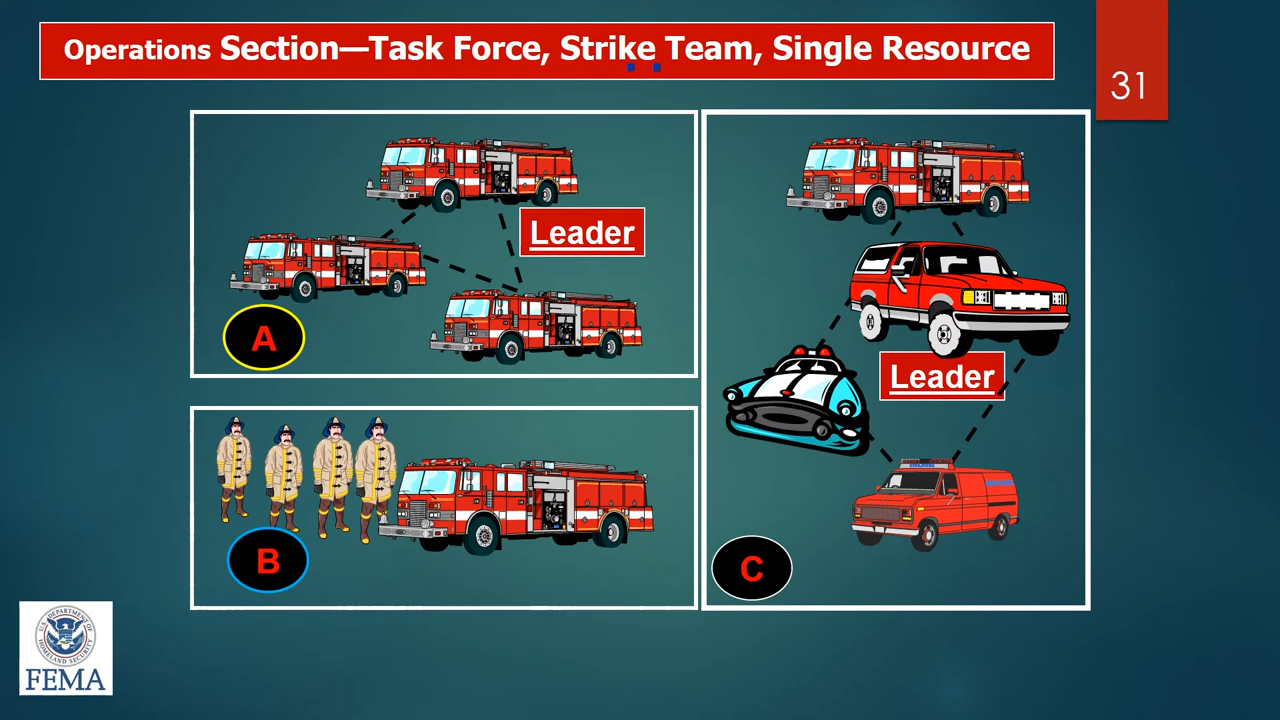 Operations Section—Task Force, Strike Team, Single Resource
31
Leader
A
B
Leader
C
U.S. DEPARTMENT OF
HOMELAND SECURITY
FEMA